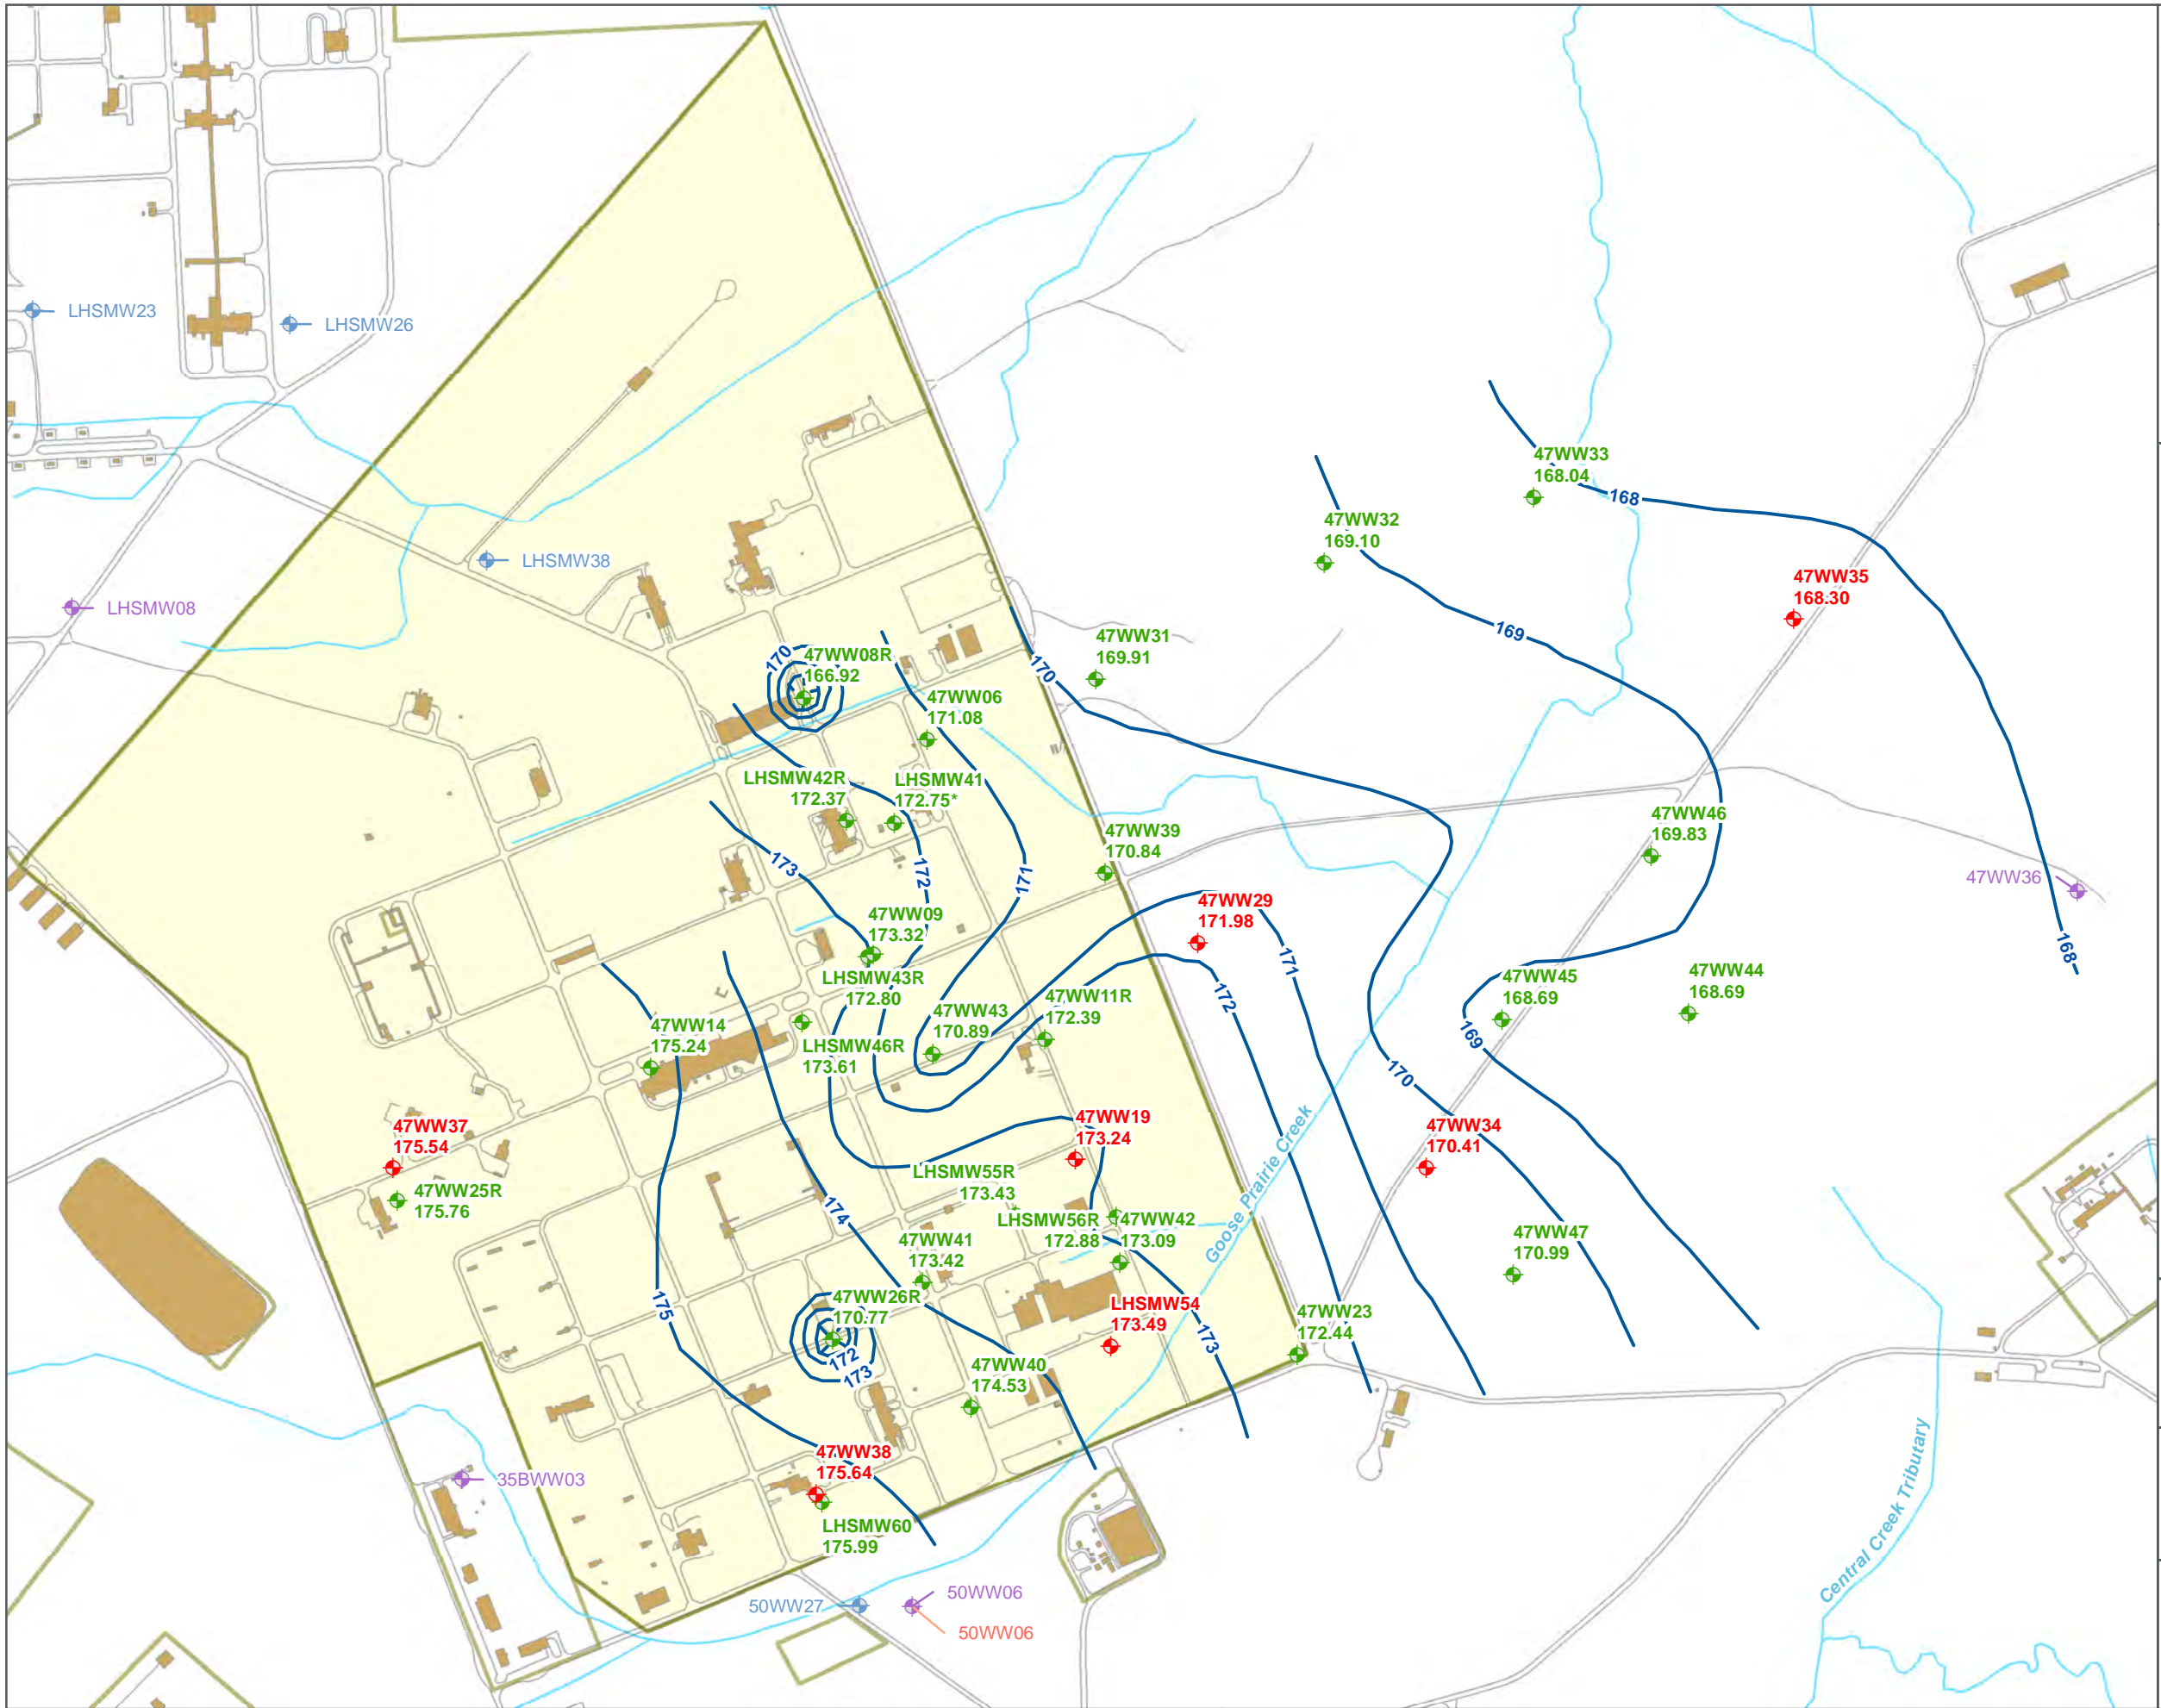 LHSMW23
LHSMW26
47WW33
168.04
168
47WW32
169.10
LHSMW38
47WW35
168.30
LHSMW08
169
47WW31
169.91
170
170
47WW08R
166.92
47WW06
171.08
LHSMW42R
172.37
LHSMW41
172.75*
47WW39
170.84
47WW46
169.83
173
172
171
47WW36
47WW29
171.98
47WW09
173.32
168
171
LHSMW43R
172.80
47WW45
168.69
47WW44
168.69
172
47WW11R
172.39
47WW43
170.89
47WW14
175.24
LHSMW46R
173.61
169
170
47WW37
175.54
47WW19
173.24
47WW34
170.41
Goose Prairie Creek
LHSMW55R
173.43
47WW25R
175.76
174
LHSMW56R
172.88
47WW42
173.09
47WW41
173.42
47WW47
170.99
175
47WW26R
170.77
LHSMW54
173.49
47WW23
172.44
173
172
173
47WW40
174.53
47WW38
175.64
35BWW03
LHSMW60
175.99
Central Creek Tributary
50WW27
50WW06
50WW06